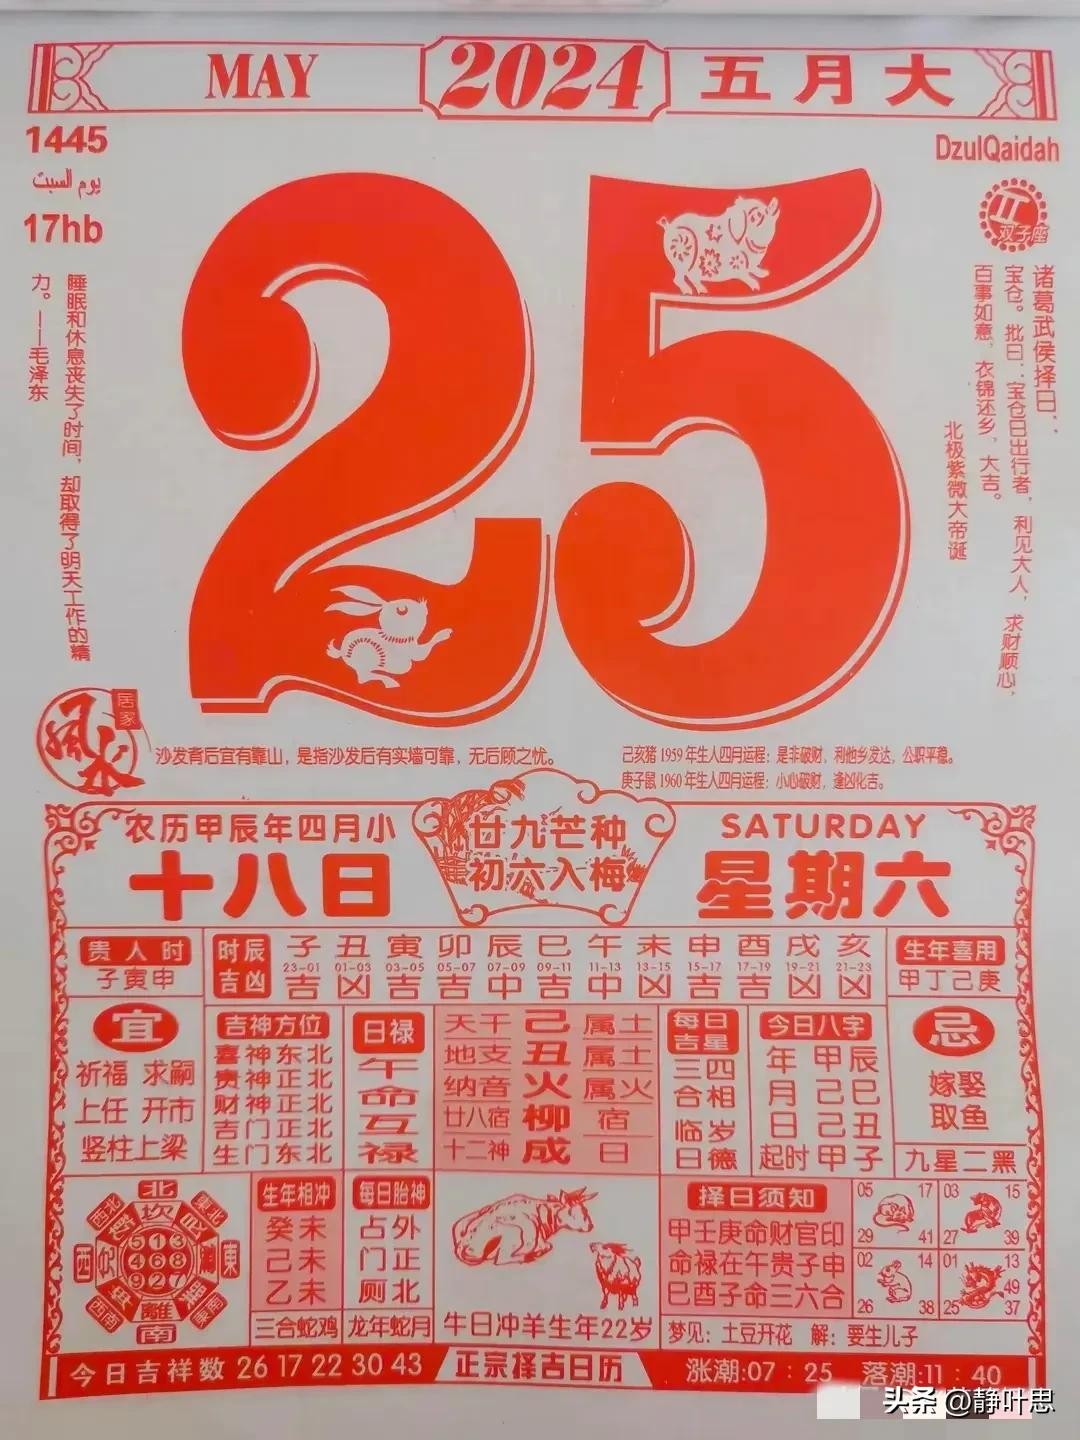 MAY
2024
五月大
1445
يوم السبت
17hb
DzulQaidah
双子座
25
睡眠和休息丧失了时间，却取得了明天工作的精
力。——毛泽东
诸葛武侯择日：
宝仓。批曰：宝仓日出行者，利见大人，求财顺心，
百事如意，衣锦还乡，大吉。
北极紫微大帝诞
风水
居家
沙发背后宜有靠山，是指沙发后有实墙可靠，无后顾之忧。
己亥猪1959年生人四月运程：是非破财，利他乡发达，公职平稳。
庚子鼠1960年生人四月运程：小心破财，逢凶化吉。
农历甲辰年四月小
十八日
廿九芒种
初六入梅
SATURDAY
星期六
贵人时
子寅申
时辰
吉凶
子 丑 寅 卯 辰 巳 午 未 申 酉 戌 亥
23-01 01-03 03-05 05-07 07-09 09-11 11-13 13-15 15-17 17-19 19-21 21-23
吉 凶 吉 吉 中 吉 中 凶 吉 吉 凶 凶
生年喜用
甲丁己庚
宜
祈福 求嗣
上任 开市
竖柱上梁
吉神方位
喜神东北
贵神正北
财神正北
吉门正北
生门东北
日禄
午
命
互
禄
天干 己 属土
地支 丑 属土
纳音 火 属火
廿八宿 柳 宿
十二神 成 日
每日
吉星
三四
合相
临岁
日德
今日八字
年 甲辰
月 己巳
日 己丑
起时 甲子
忌
嫁娶
取鱼
九星二黑
北
西北
東北
坎
西
東
5 1 3
4 6 8
9 2 7
離
西南
南
生年相冲
癸未
己未
乙未
三合蛇鸡
每日胎神
占外
门正
厕北
龙年蛇月
牛日冲羊生年22岁
择日须知
甲壬庚命财官印
命禄在午贵子申
巳酉子命三六合
05 17
29 41
03 15
27 39
02 14
26 38
01 13
49
25 37
梦见：土豆开花 解：要生儿子
今日吉祥数 26 17 22 30 43
正宗择吉日历
涨潮:07：25 落潮:11：40
头条@静叶思